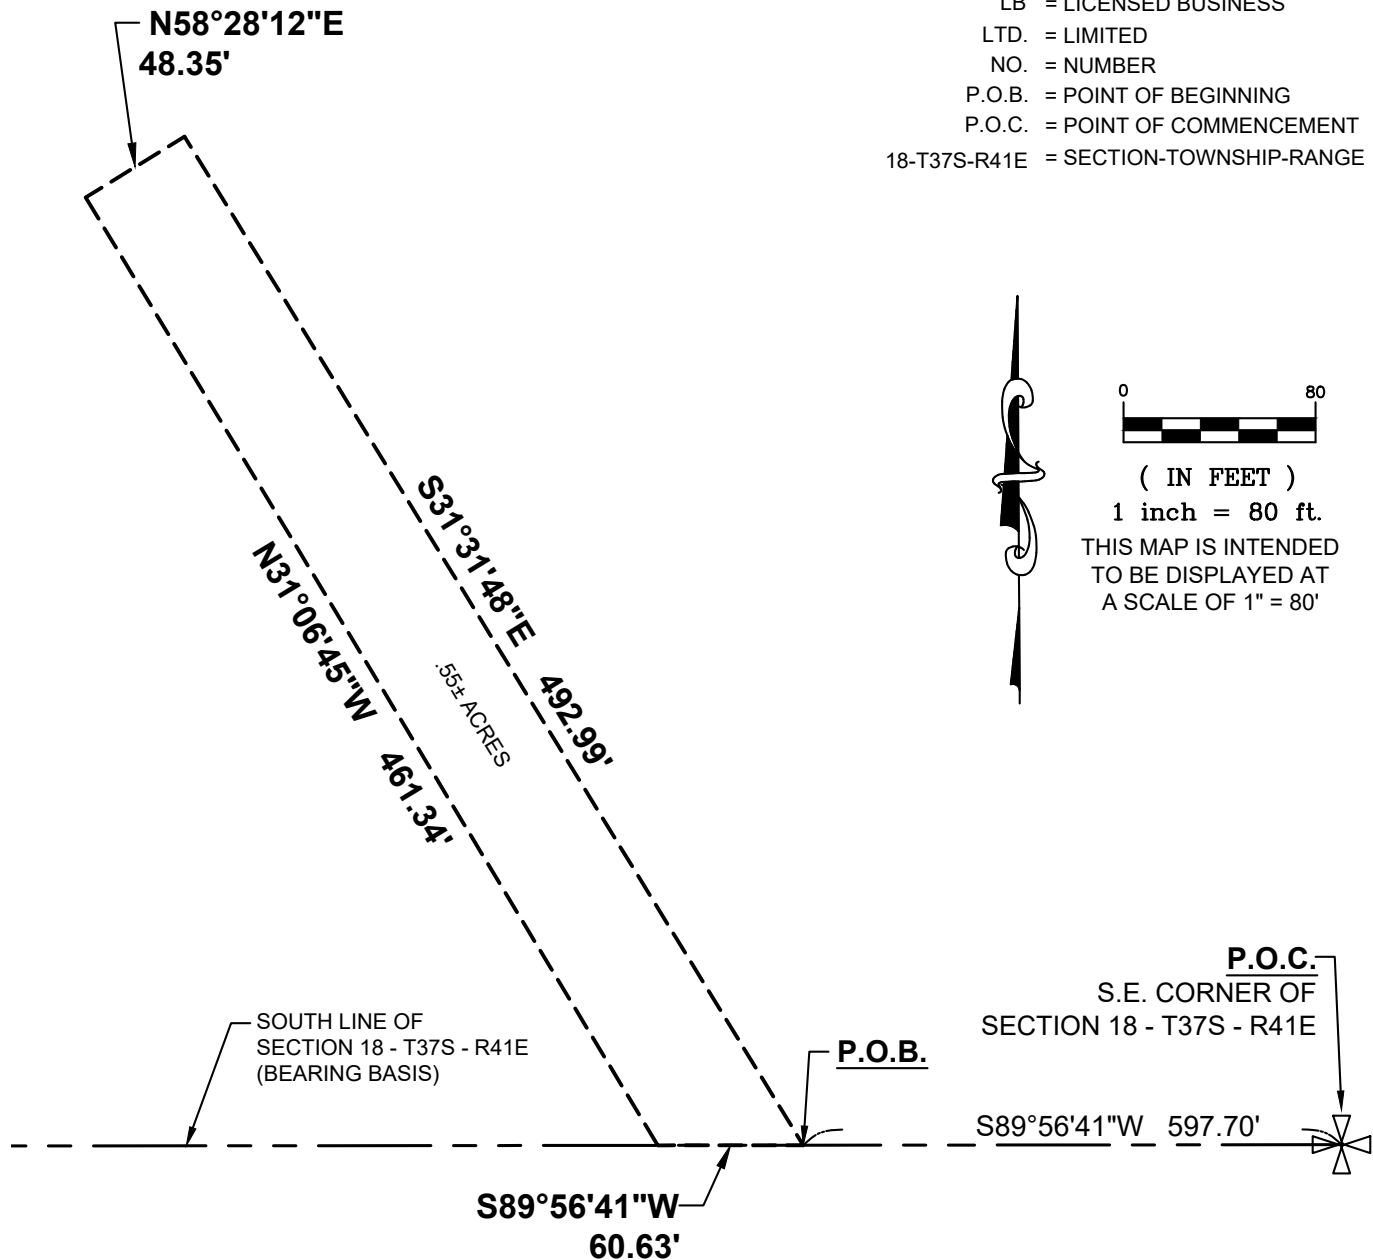 LB = LICENSED BUSINESS
LTD. = LIMITED
NO. = NUMBER
P.O.B. = POINT OF BEGINNING
P.O.C. = POINT OF COMMENCEMENT
18-T37S-R41E = SECTION-TOWNSHIP-RANGE
N58°28'12"E
48.35'
0 80
( IN FEET )
1 inch = 80 ft.
THIS MAP IS INTENDED
TO BE DISPLAYED AT
A SCALE OF 1" = 80'
S31°31'48"E 492.99'
N31°06'45"W 461.34'
.55± ACRES
P.O.C.
S.E. CORNER OF
SECTION 18 - T37S - R41E
SOUTH LINE OF
SECTION 18 - T37S - R41E
(BEARING BASIS)
P.O.B.
S89°56'41"W 597.70'
S89°56'41"W
60.63'